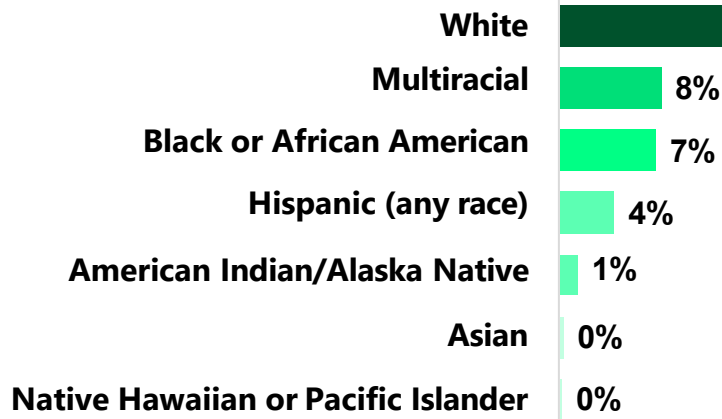 White
Multiracial 8%
Black or African American 7%
Hispanic (any race) 4%
American Indian/Alaska Native 1%
Asian 0%
Native Hawaiian or Pacific Islander 0%